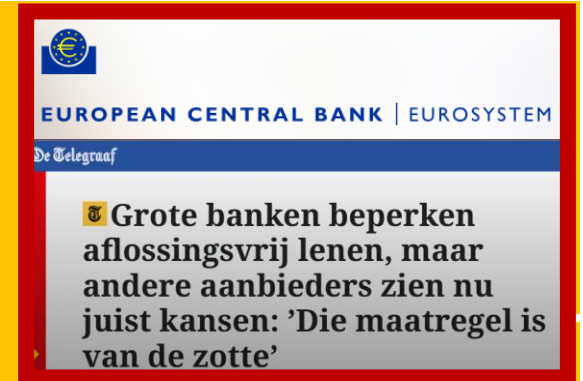 EUROPEAN CENTRAL BANK | EUROSYSTEM
De Telegraaf
Grote banken beperken
aflossingsvrij lenen, maar
andere aanbieders zien nu
juist kansen: ’Die maatregel is
van de zotte’